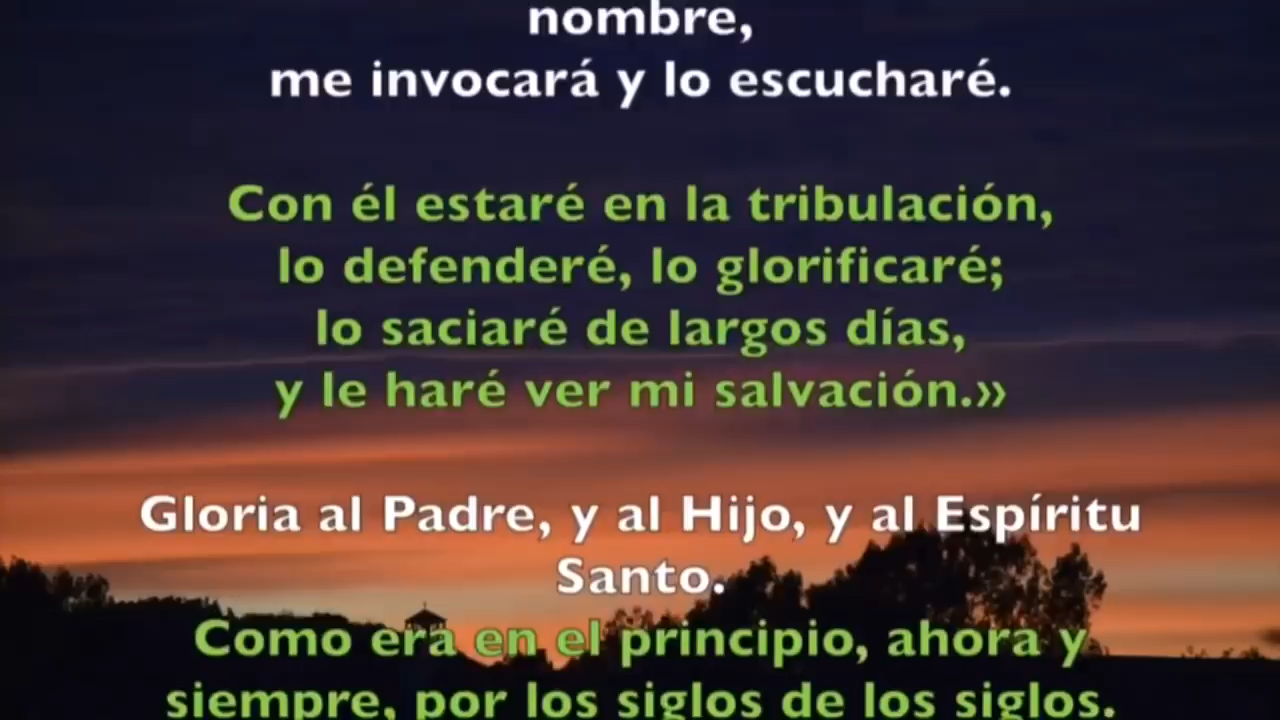 nombre,
me invocará y lo escucharé.
Con él estaré en la tribulación,
lo defenderé, lo glorificaré;
lo saciaré de largos días,
y le haré ver mi salvación.»
Gloria al Padre, y al Hijo, y al Espíritu
Santo.
Como era en el principio, ahora y
siempre, por los siglos de los siglos.